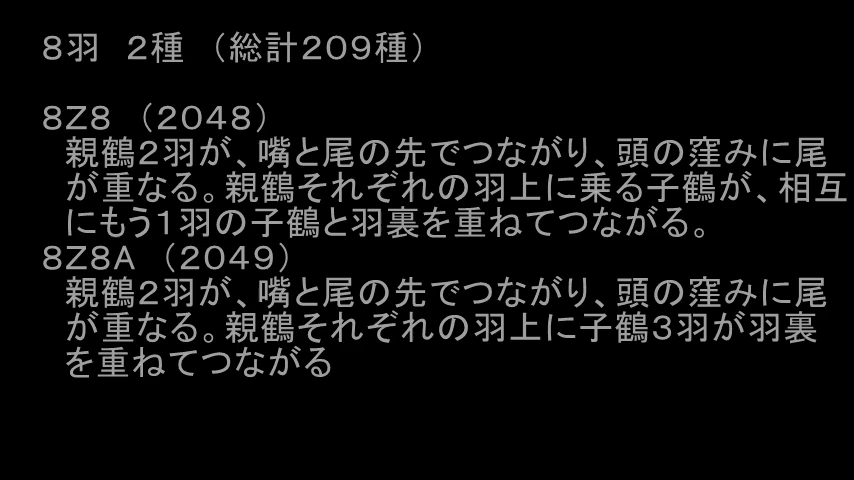 ８羽　２種　（総計２０９種）
８Ｚ８　（２０４８）
親鶴２羽が、嘴と尾の先でつながり、頭の窪みに尾
が重なる。親鶴それぞれの羽上に乗る子鶴が、相互
にもう１羽の子鶴と羽裏を重ねてつながる。
８Ｚ８Ａ　（２０４９）
親鶴２羽が、嘴と尾の先でつながり、頭の窪みに尾
が重なる。親鶴それぞれの羽上に子鶴３羽が羽裏
を重ねてつながる